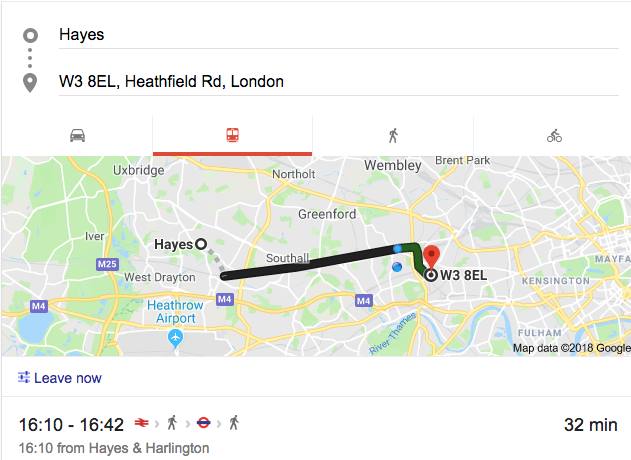 Hayes
W3 8EL, Heathfield Rd, London
Uxbridge
Northolt
Wembley
Brent Park
Greenford
Iver
Hayes
M25
Southall
West Drayton
W3 8EL
MAYFA
KENSINGTON
M4
M4
M4
Heathrow
Airport
River Thames
FULHAM
Map data ©2018 Google
Leave now
16:10 - 16:42
32 min
16:10 from Hayes & Harlington